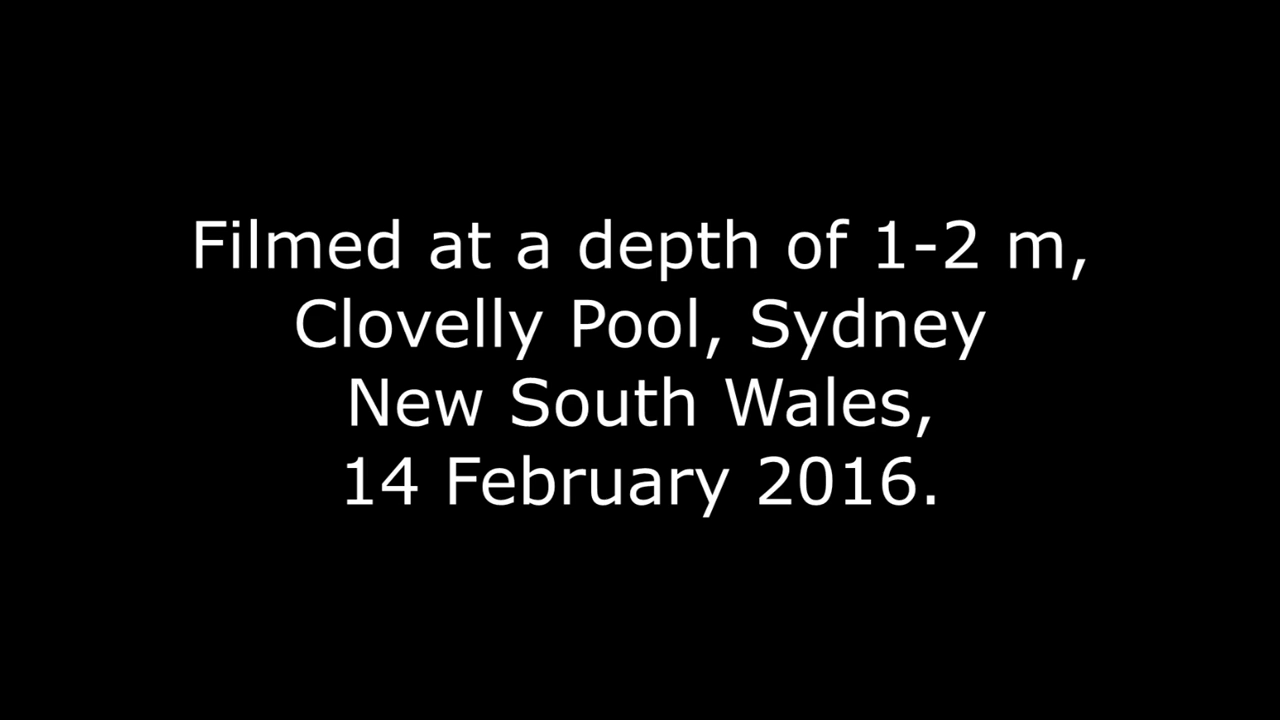 Filmed at a depth of 1-2 m,
Clovelly Pool, Sydney
New South Wales,
14 February 2016.